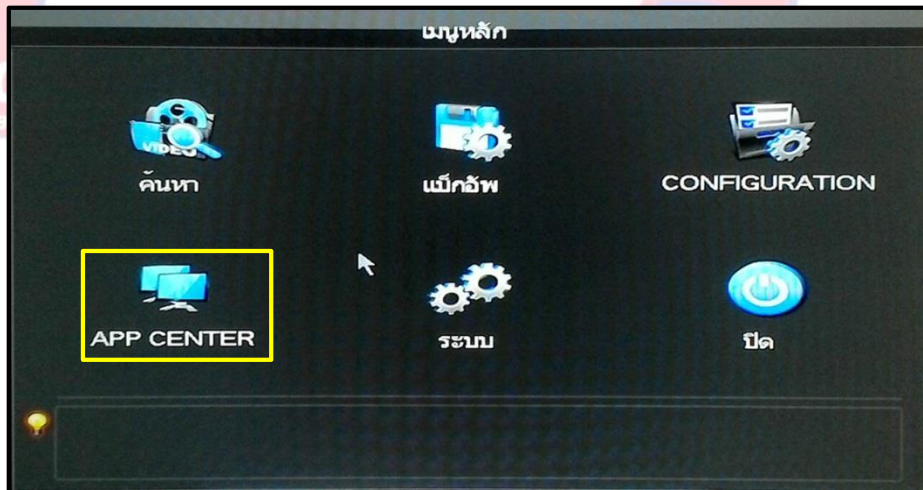 เมนูหลัก
VIDEO
ค้นหา
แบ็กอัพ
CONFIGURATION
APP CENTER
ระบบ
ปิด